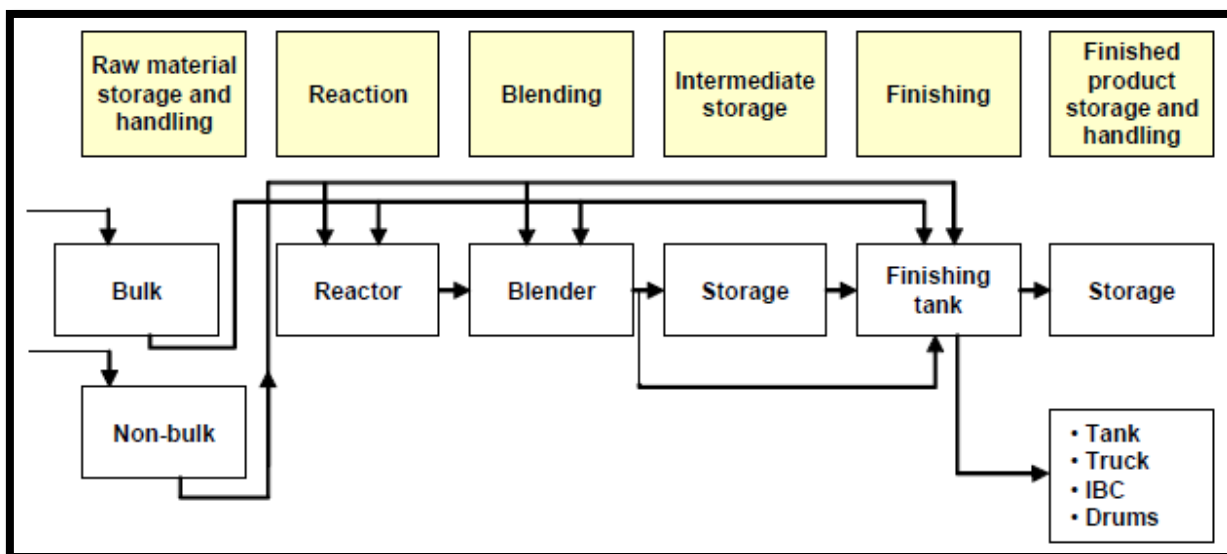 Raw material
storage and
handling
Reaction
Blending
Intermediate
storage
Finishing
Finished
product
storage and
handling
Bulk
Reactor
Blender
Storage
Finishing
tank
Storage
Non-bulk
• Tank
• Truck
• IBC
• Drums